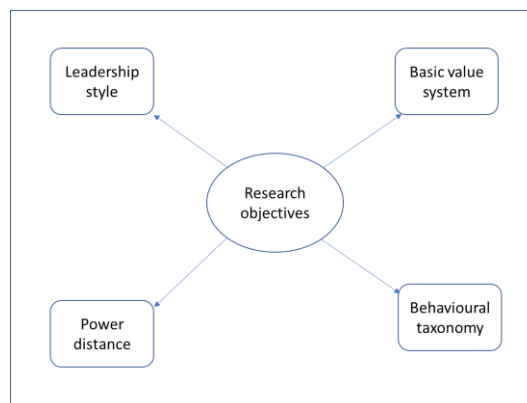 Leadership
style
Basic value
system
Research
objectives
Power
distance
Behavioural
taxonomy